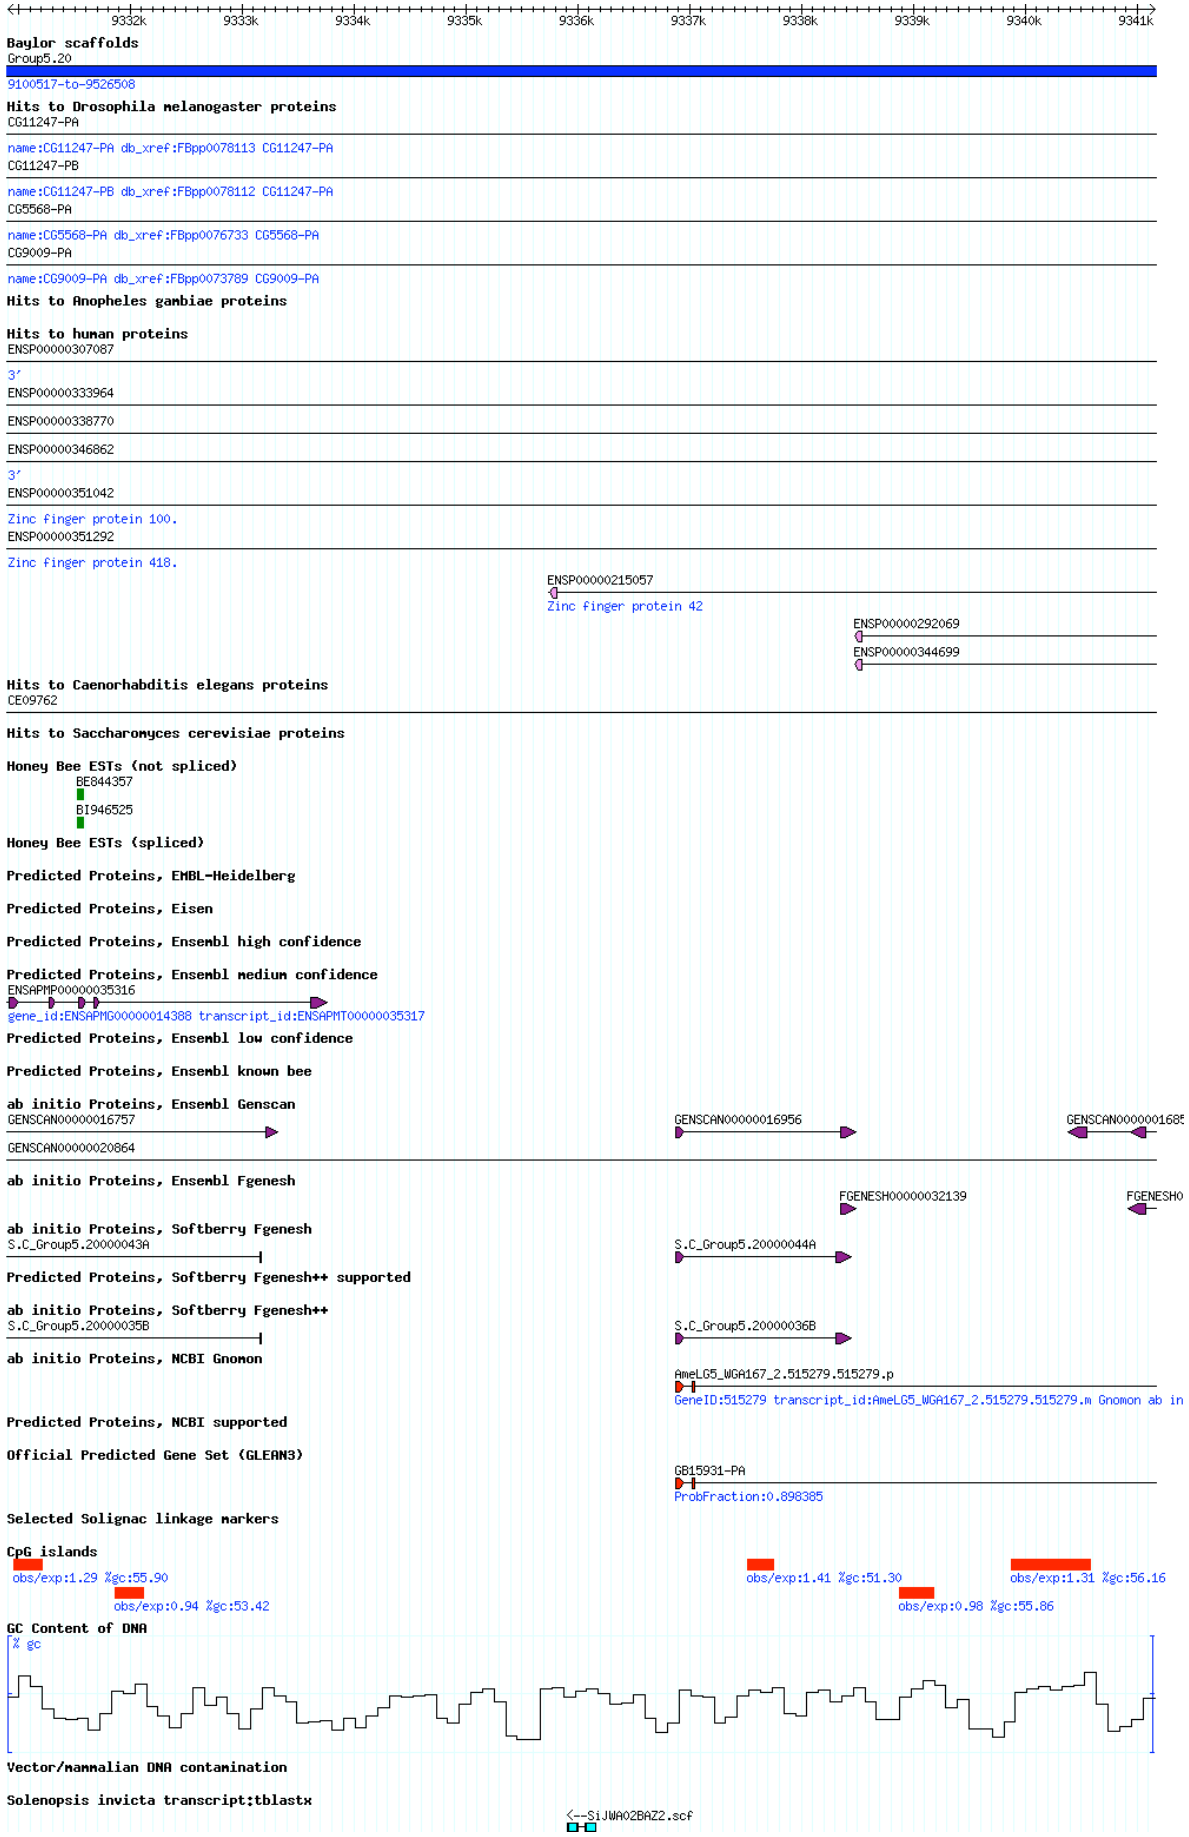 9332k 9333k 9334k 9335k 9336k 9337k 9338k 9339k 9340k 9341k
Baylor scaffolds
Group5.20
9100517-to-9526508
Hits to Drosophila melanogaster proteins
CG11247-PA
name:CG11247-PA db_xref:FBpp0078113 CG11247-PA
CG11247-PB
name:CG11247-PB db_xref:FBpp0078112 CG11247-PA
CG5568-PA
name:CG5568-PA db_xref:FBpp0076733 CG5568-PA
CG9009-PA
name:CG9009-PA db_xref:FBpp0073789 CG9009-PA
Hits to Anopheles gambiae proteins
Hits to human proteins
ENSP00000307087
3'
ENSP00000333964
ENSP00000338770
ENSP00000346862
3'
ENSP00000351042
Zinc finger protein 100.
ENSP00000351292
Zinc finger protein 418.
ENSP00000215057
Zinc finger protein 42
ENSP00000292069
ENSP00000344699
Hits to Caenorhabditis elegans proteins
CE09762
Hits to Saccharomyces cerevisiae proteins
Honey Bee ESTs (not spliced)
BE844357
BI946525
Honey Bee ESTs (spliced)
Predicted Proteins, EMBL-Heidelberg
Predicted Proteins, Eisen
Predicted Proteins, Ensembl high confidence
Predicted Proteins, Ensembl medium confidence
ENSAPMP00000035316
gene_id:ENSAPMG00000014388 transcript_id:ENSAPMT00000035317
Predicted Proteins, Ensembl low confidence
Predicted Proteins, Ensembl known bee
ab initio Proteins, Ensembl Genscan
GENSCAN00000016757 GENSCAN00000016956 GENSCAN0000001685
GENSCAN00000020864
ab initio Proteins, Ensembl Fgenesh
FGENESH00000032139 FGENESH0
ab initio Proteins, Softberry Fgenesh
S.C_Group5.20000043A S.C_Group5.20000044A
Predicted Proteins, Softberry Fgenesh++ supported
ab initio Proteins, Softberry Fgenesh++
S.C_Group5.20000035B S.C_Group5.20000036B
ab initio Proteins, NCBI Gnomon
AmeLG5_WGA167_2.515279.515279.p
GeneID:515279 transcript_id:AmeLG5_WGA167_2.515279.515279.m Gnomon ab in
Predicted Proteins, NCBI supported
Official Predicted Gene Set (GLEAN3)
GB15931-PA
ProbFraction:0.898385
Selected Solignac linkage markers
CpG islands
obs/exp:1.29 %gc:55.90 obs/exp:1.41 %gc:51.30 obs/exp:1.31 %gc:56.16
obs/exp:0.94 %gc:53.42 obs/exp:0.98 %gc:55.86
GC Content of DNA
% gc
Vector/mammalian DNA contamination
Solenopsis invicta transcript:tblastx
<--SiJWA02BAZ2.scf